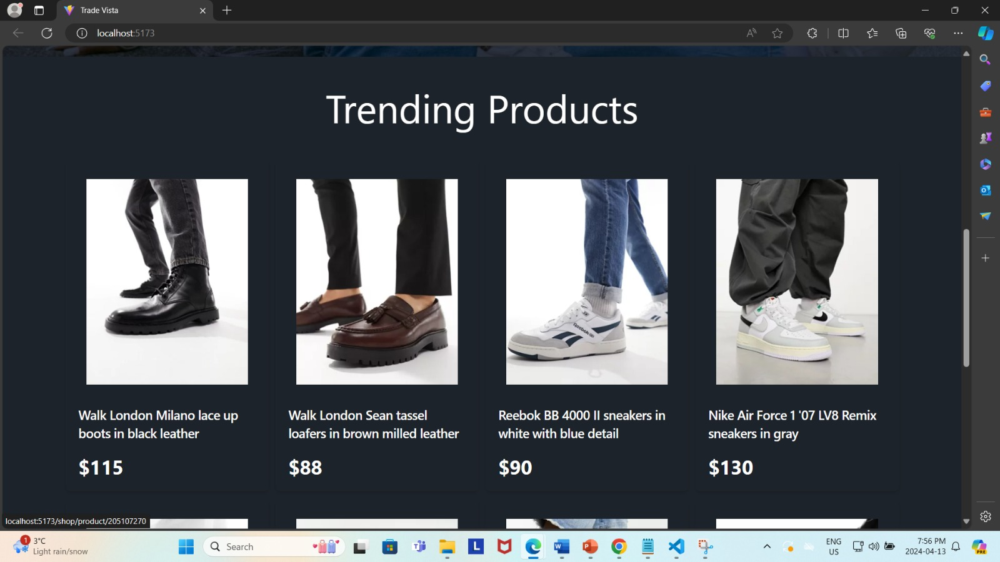 Trade Vista
localhost:5173
Trending Products
Walk London Milano lace up
boots in black leather
$115
Walk London Sean tassel
loafers in brown milled leather
$88
Reebok BB 4000 II sneakers in
white with blue detail
$90
Nike Air Force 1 '07 LV8 Remix
sneakers in gray
$130
Reebok
localhost:5173/shop/product/205107270
1
3°C
Light rain/snow
Search
L
W
P
ENG
US
7:56 PM
2024-04-13
PRE